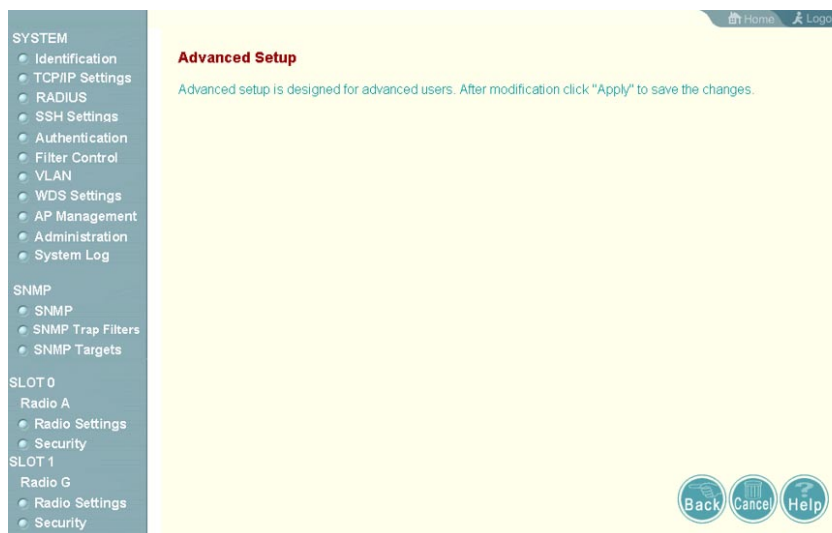 Home
Logo
SYSTEM
Identification
TCP/IP Settings
RADIUS
SSH Settings
Authentication
Filter Control
VLAN
WDS Settings
AP Management
Administration
System Log
SNMP
SNMP
SNMP Trap Filters
SNMP Targets
SLOT 0
Radio A
Radio Settings
Security
SLOT 1
Radio G
Radio Settings
Security
Advanced Setup
Advanced setup is designed for advanced users. After modification click "Apply" to save the changes.
Back
Cancel
Help